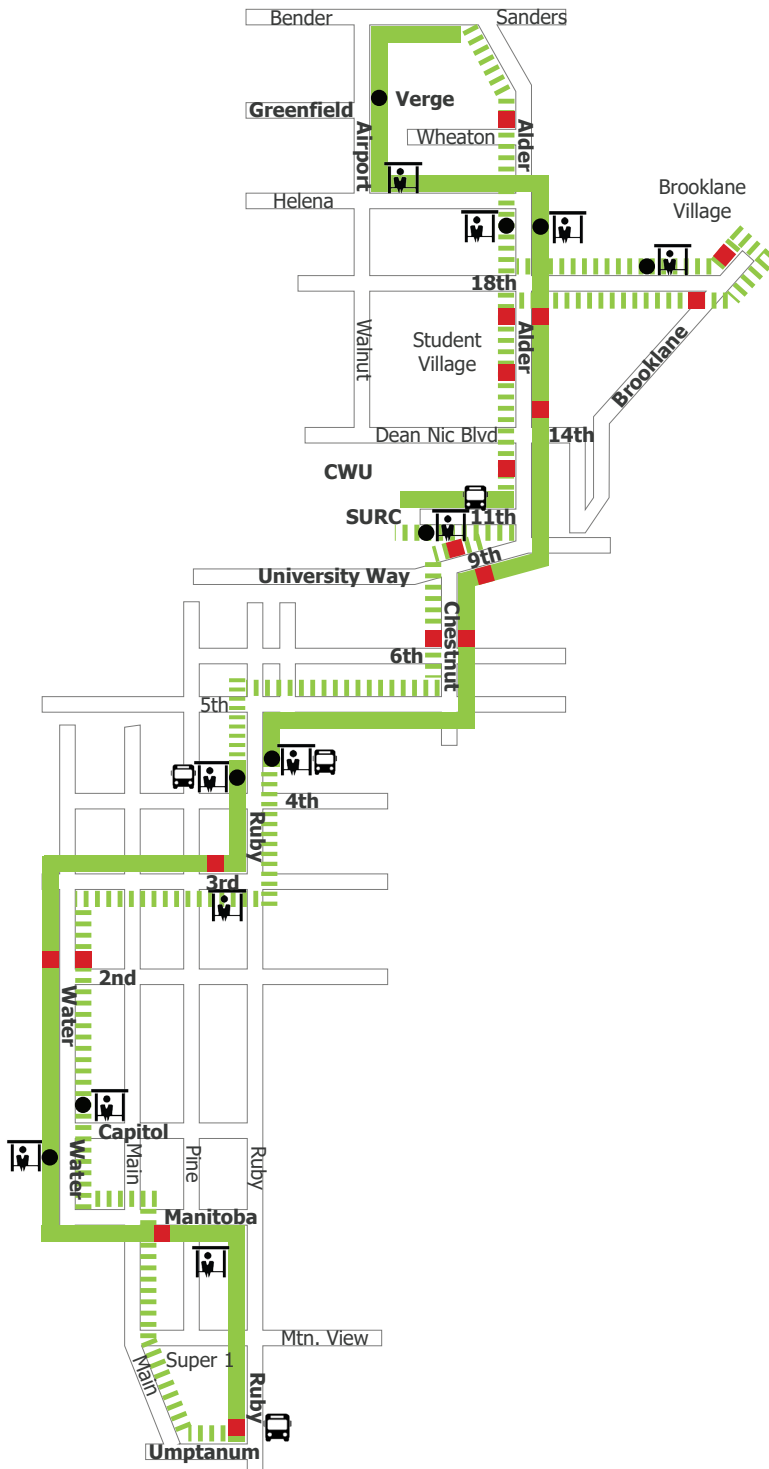 Bender
Sanders
Greenfield
Verge
Airport
Wheaton
Alder
Helena
Brooklane
Village
18th
Walnut
Student
Village
Alder
Brooklane
Dean Nic Blvd
14th
CWU
SURC
11th
9th
University Way
Chestnut
6th
5th
4th
Ruby
3rd
2nd
Water
Capitol
Water
Main
Pine
Ruby
Manitoba
Mtn. View
Super 1
Main
Ruby
Umptanum